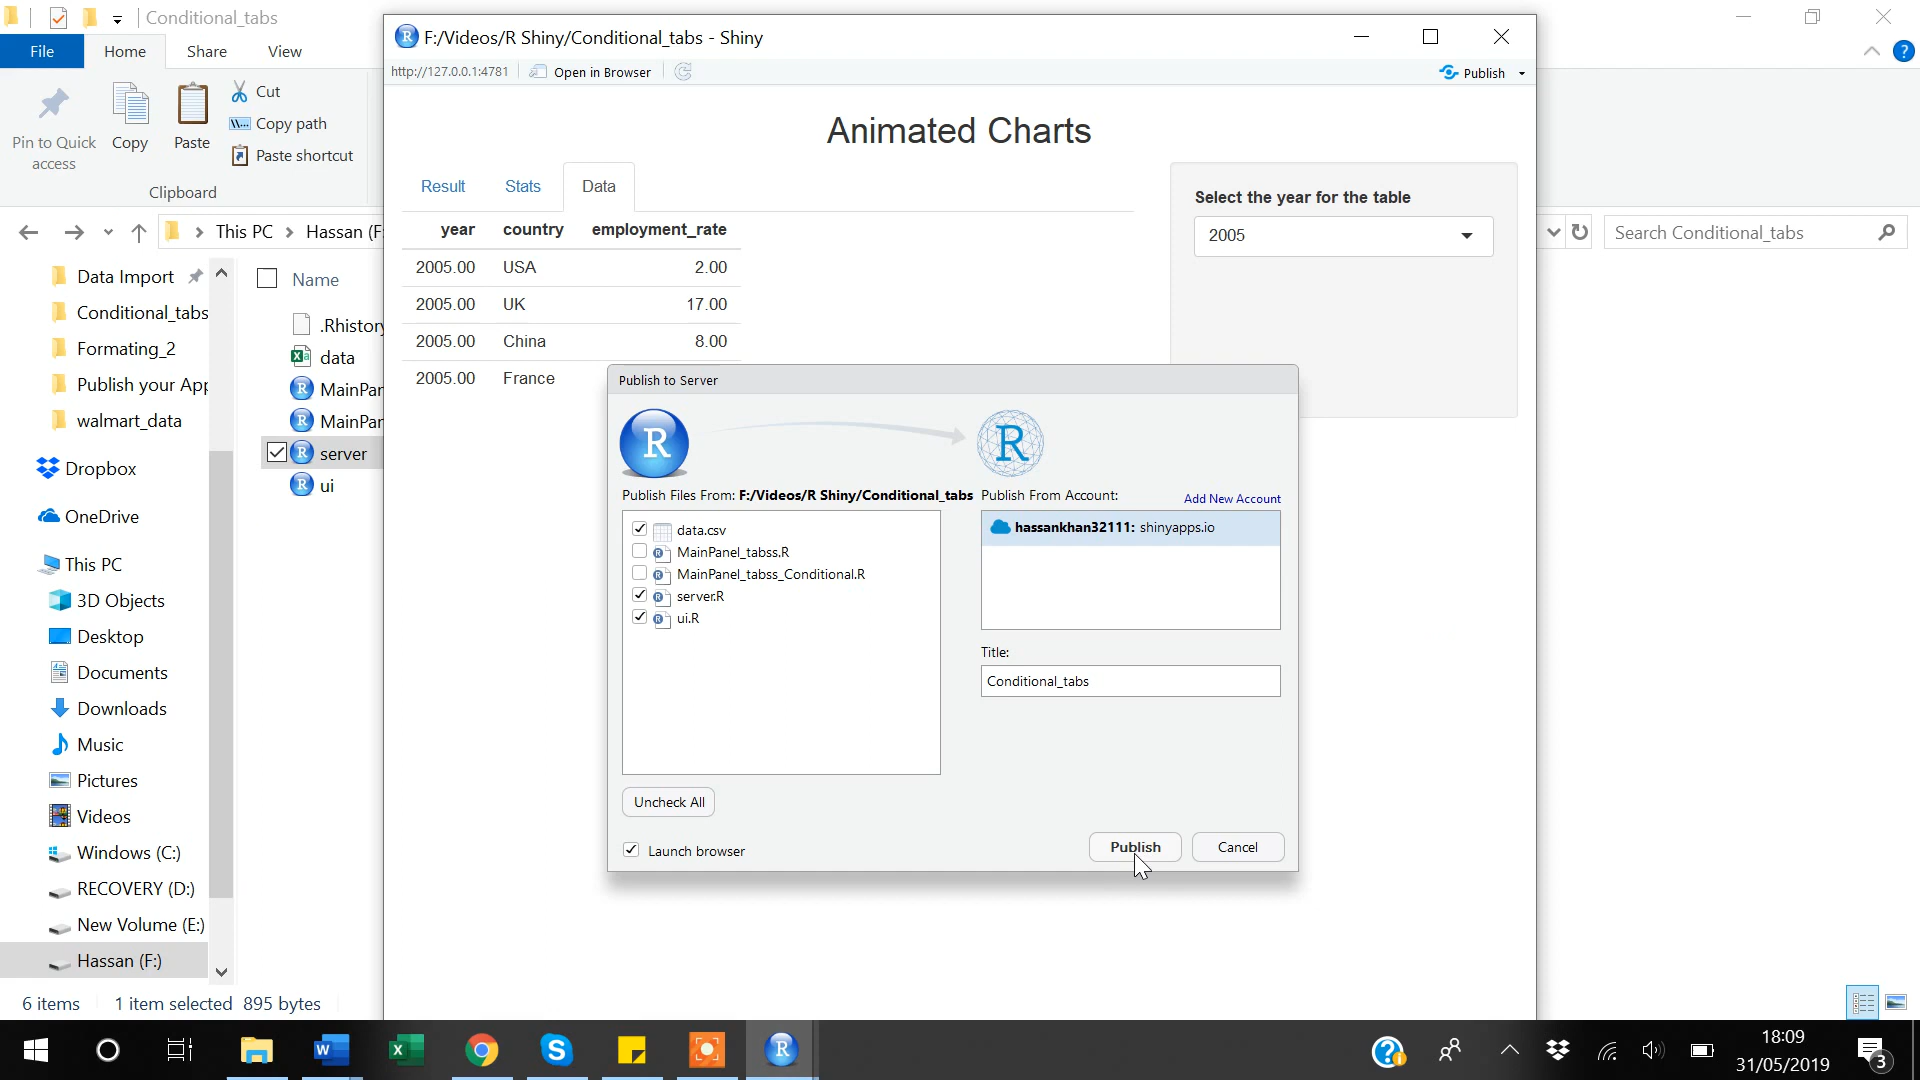 Conditional_tabs
File
Home
Share
View
Pin to Quick access
Copy
Paste
Cut
Copy path
Paste shortcut
Clipboard
This PC
Hassan (F:
Search Conditional_tabs
Data Import
Conditional_tabs
Formating_2
Publish your App
walmart_data
Dropbox
OneDrive
This PC
3D Objects
Desktop
Documents
Downloads
Music
Pictures
Videos
Windows (C:)
RECOVERY (D:)
New Volume (E:)
Hassan (F:)
Name
.Rhistory
data
MainPar
MainPar
server
ui
6 items
1 item selected 895 bytes
F:/Videos/R Shiny/Conditional_tabs - Shiny
http://127.0.0.1:4781
Open in Browser
Publish
Animated Charts
Result
Stats
Data
year country employment_rate
2005.00 USA 2.00
2005.00 UK 17.00
2005.00 China 8.00
2005.00 France
Select the year for the table
2005
Publish to Server
Publish Files From: F:/Videos/R Shiny/Conditional_tabs
data.csv
MainPanel_tabss.R
MainPanel_tabss_Conditional.R
server.R
ui.R
Uncheck All
Launch browser
Publish From Account:
Add New Account
hassankhan32111: shinyapps.io
Title:
Conditional_tabs
Publish
Cancel
18:09
31/05/2019
3